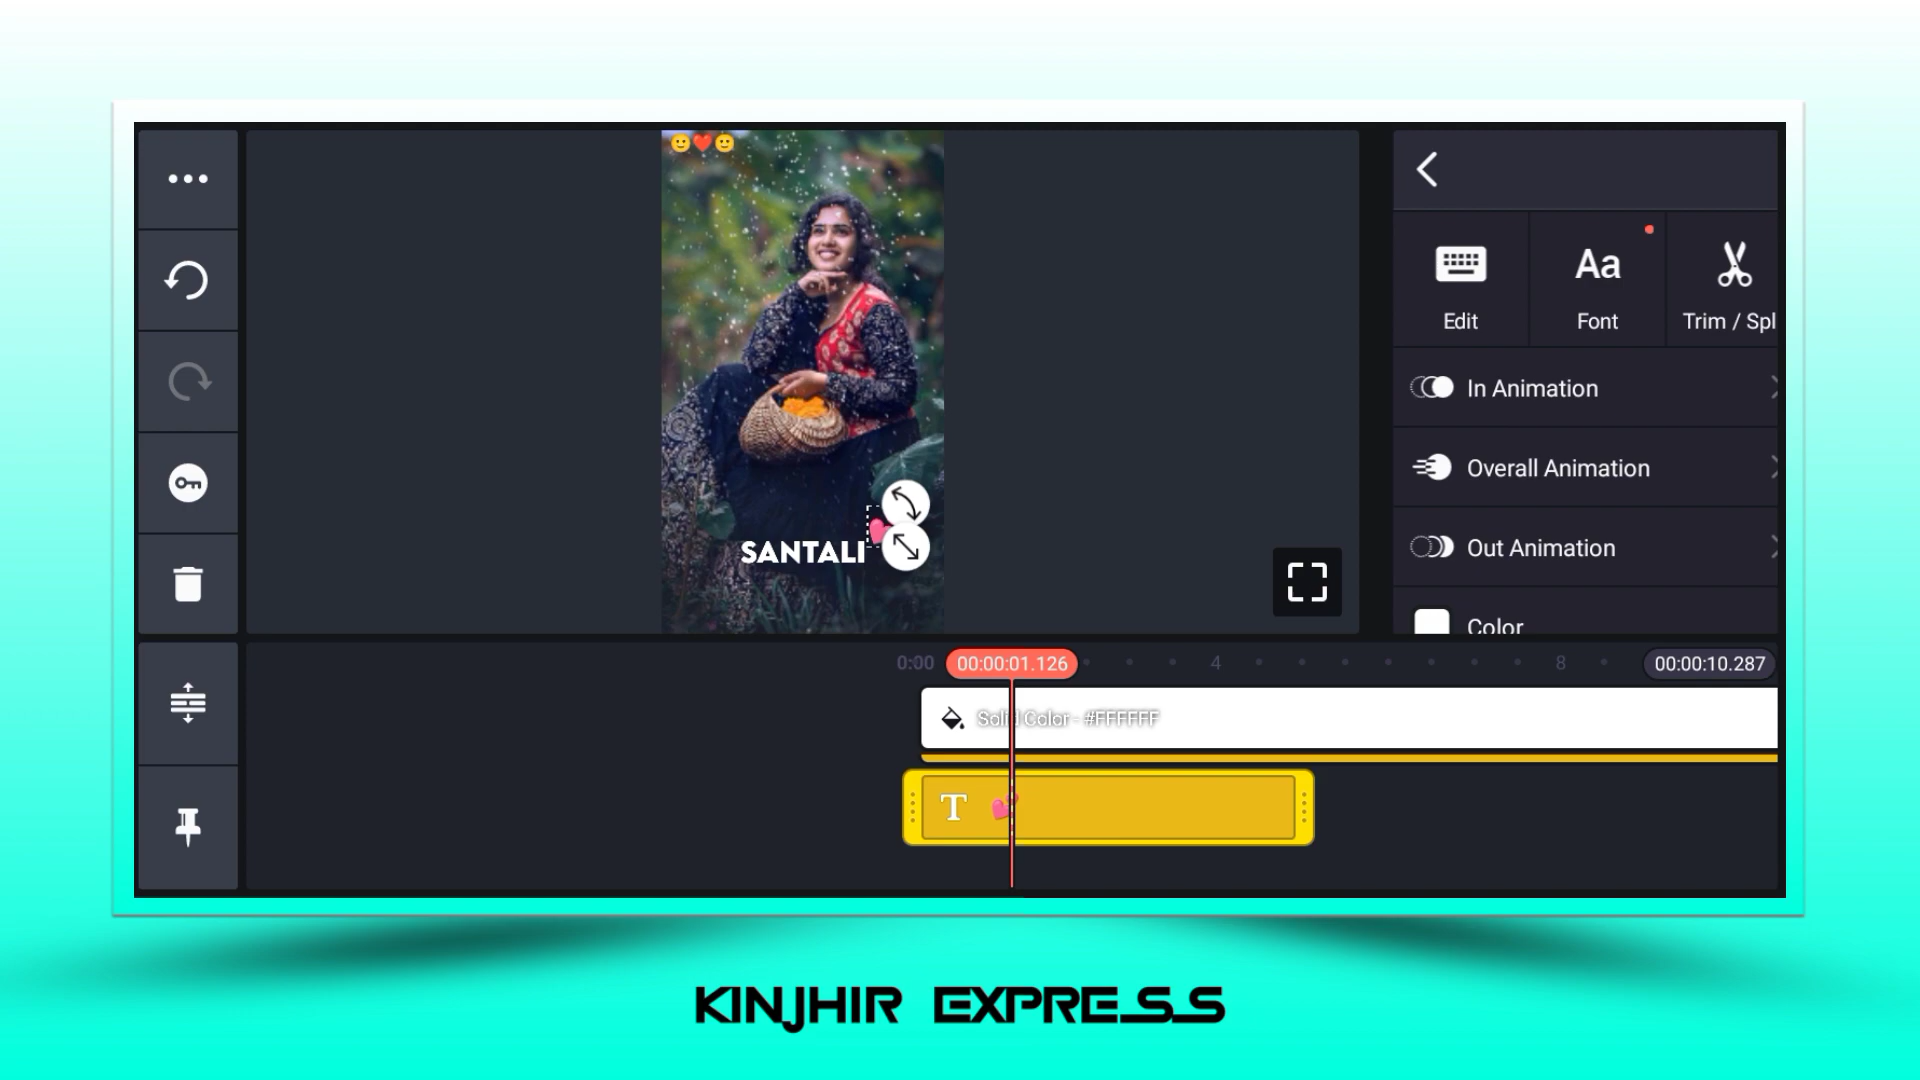 🙂❤️🙂
Edit
Font
Trim / Spl
In Animation
Overall Animation
Out Animation
Color
SANTALI
0:00 00:00:01.126 4 8 00:00:10.287
Solid Color - #FFFFFF
T 💕
KINJHIR EXPRESS